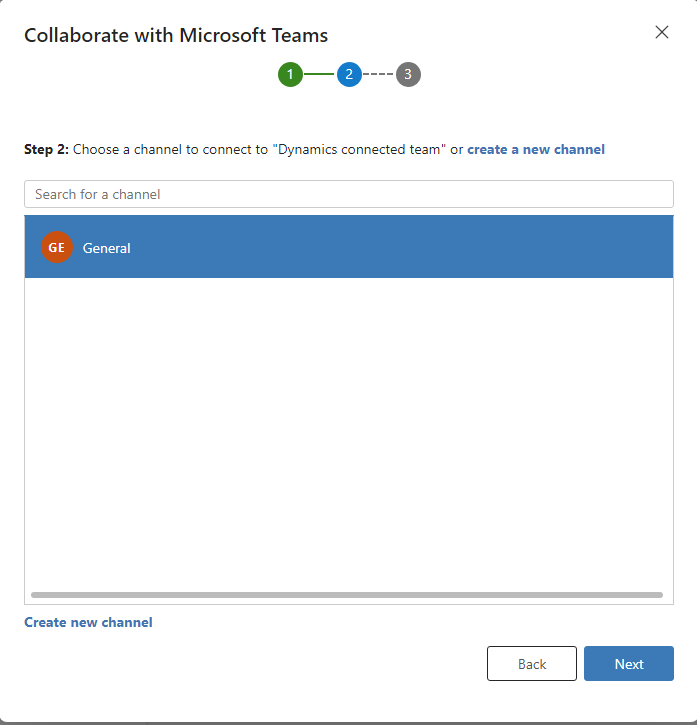 Collaborate with Microsoft Teams
1 2 3
Step 2: Choose a channel to connect to "Dynamics connected team" or create a new channel
Search for a channel
GE General
Create new channel
Back Next